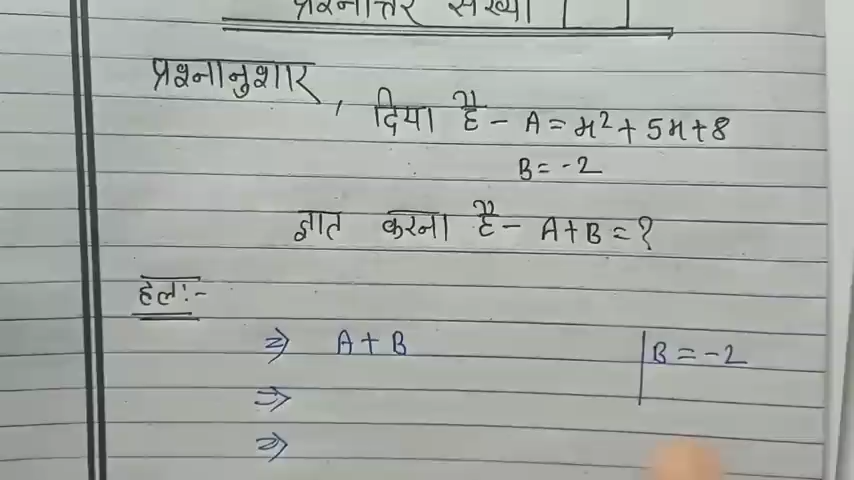 प्रश्नोत्तर संख्या
प्रश्नानुशार, दिया है - A = x² + 5x + 8
B = -2
ज्ञात करना है - A + B = ?
हल :-
⇒ A + B | B = -2
⇒
⇒